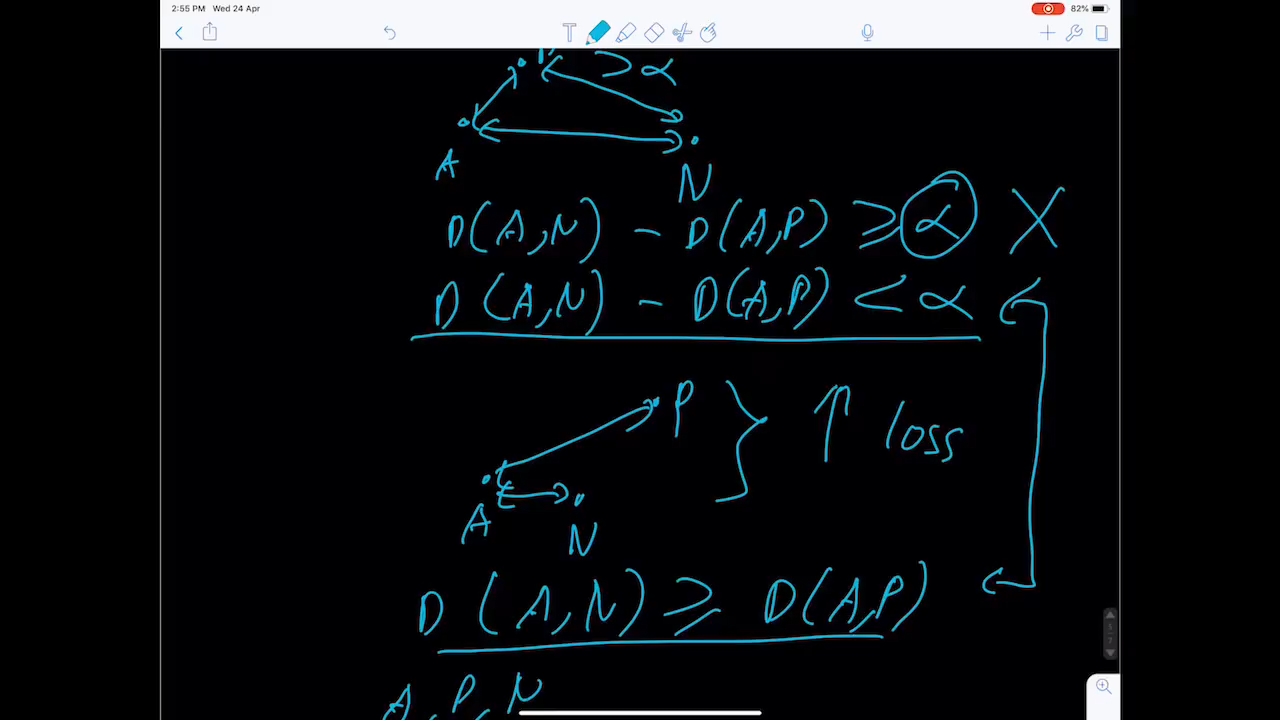 2:55 PM Wed 24 Apr 82%
> α
A
N
D(A,N) - D(A,P) ≥ α X
D(A,N) - D(A,P) < α
P
↑ loss
A
N
D(A,N) ≥ D(A,P)
A, P, N